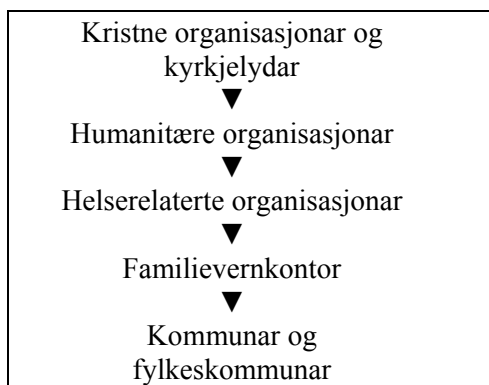 Kristne organisasjonar og
kyrkjelydar
▼
Humanitære organisasjonar
▼
Helserelaterte organisasjonar
▼
Familievernkontor
▼
Kommunar og
fylkeskommunar